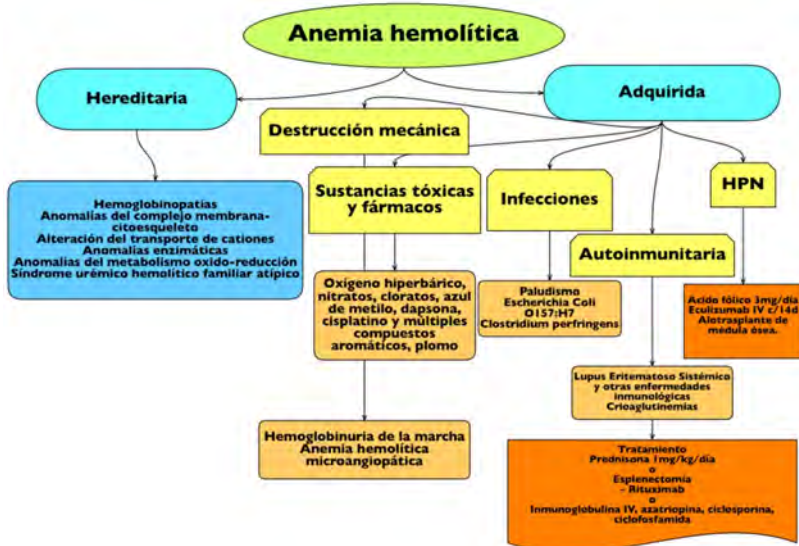 Anemia hemolítica
Hereditaria
Adquirida
Destrucción mecánica
Sustancias tóxicas
y fármacos
Infecciones
HPN
Autoinmunitaria
Hemoglobinopatías
Anomalías del complejo membrana-
citoesqueleto
Alteración del transporte de cationes
Anomalías enzimáticas
Anomalías del metabolismo oxido-reducción
Síndrome urémico hemolítico familiar atípico
Oxígeno hiperbárico,
nitratos, cloratos, azul
de metilo, dapsona,
cisplatino y múltiples
compuestos
aromáticos, plomo
Paludismo
Escherichia Coli
O157:H7
Clostridium perfringens
Ácido fólico 3mg/día
Eculizumab IV c/14d
Alotrasplante de
médula ósea.
Lupus Eritematoso Sistémico
y otras enfermedades
inmunológicas
Crioaglutinemias
Hemoglobinuria de la marcha
Anemia hemolítica
microangiopática
Tratamiento
Prednisona 1mg/kg/día
o
Esplenectomía
- Rituximab
o
Inmunoglobulina IV, azatriopina, ciclosporina,
ciclofosfamida